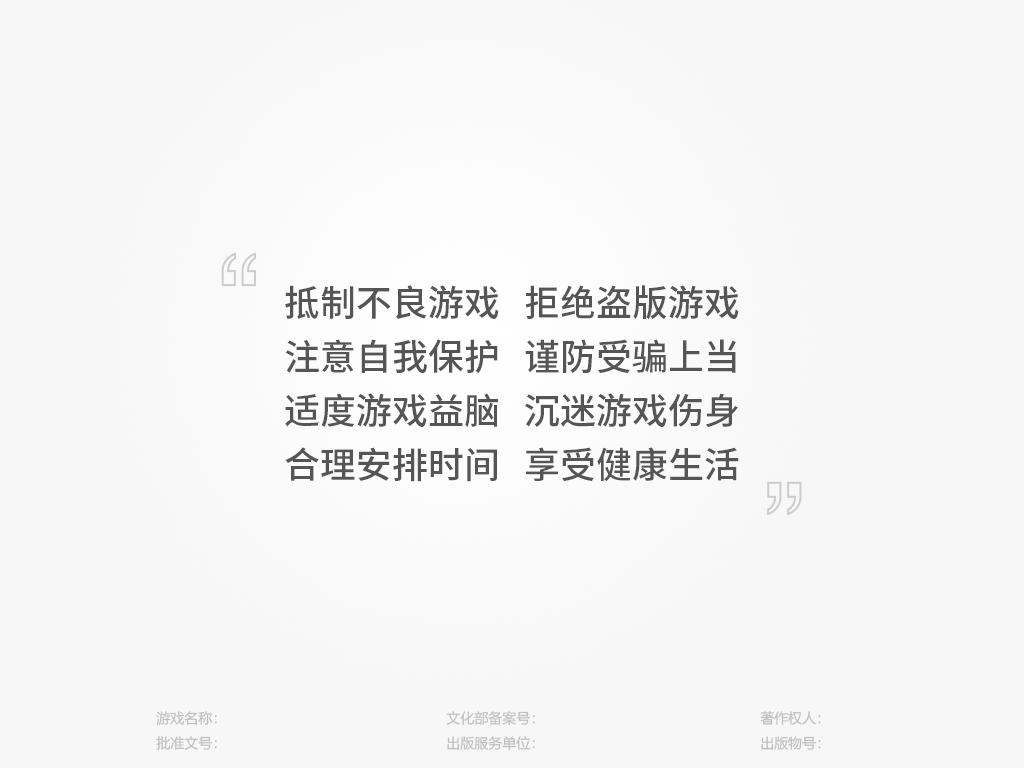 抵制不良游戏 拒绝盗版游戏
注意自我保护 谨防受骗上当
适度游戏益脑 沉迷游戏伤身
合理安排时间 享受健康生活
游戏名称: 文化部备案号: 著作权人:
批准文号: 出版服务单位: 出版物号: